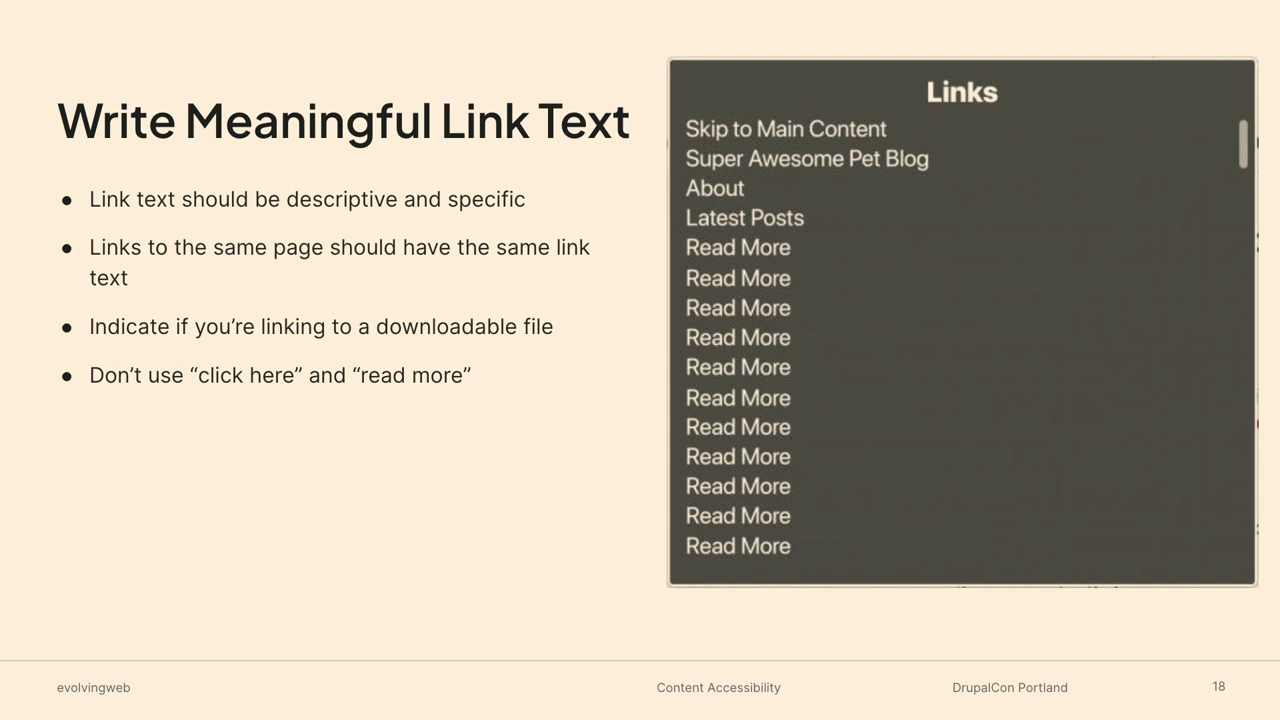 Write Meaningful Link Text
● Link text should be descriptive and specific
● Links to the same page should have the same link
text
● Indicate if you’re linking to a downloadable file
● Don’t use “click here” and “read more”
Links
Skip to Main Content
Super Awesome Pet Blog
About
Latest Posts
Read More
Read More
Read More
Read More
Read More
Read More
Read More
Read More
Read More
Read More
Read More
evolvingweb
Content Accessibility
DrupalCon Portland
18